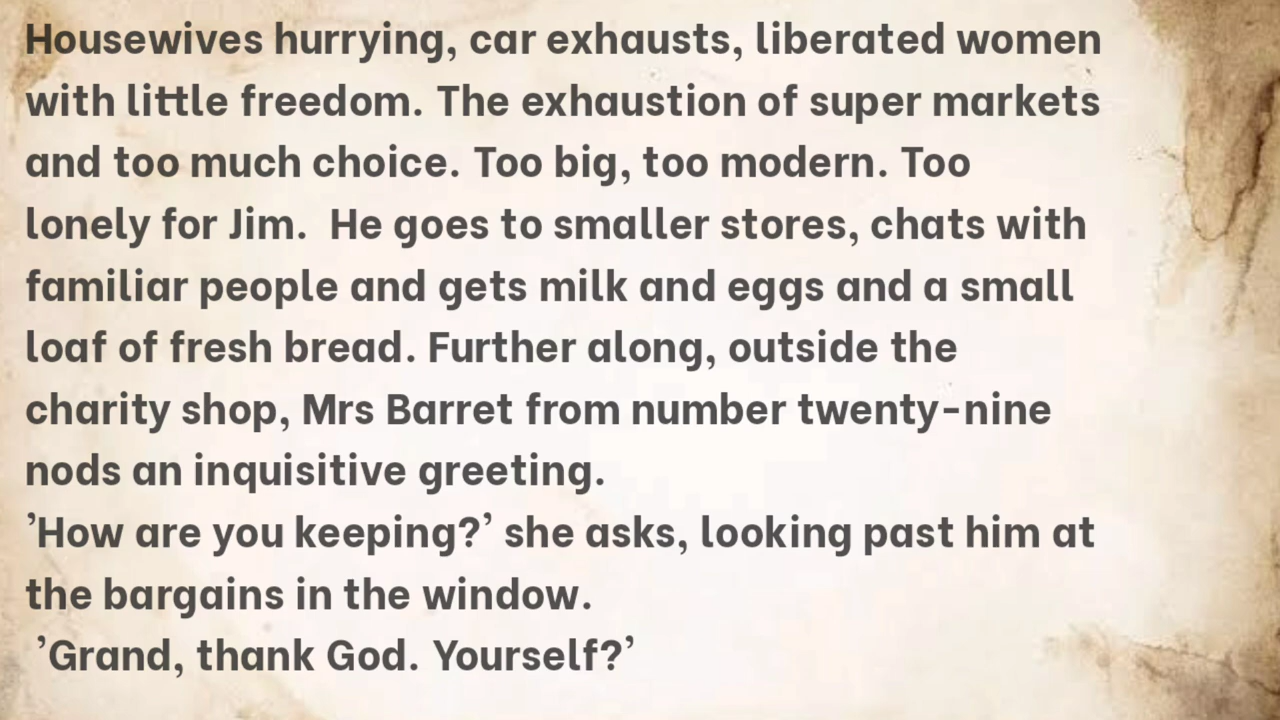 Housewives hurrying, car exhausts, liberated women
with little freedom. The exhaustion of super markets
and too much choice. Too big, too modern. Too
lonely for Jim.  He goes to smaller stores, chats with
familiar people and gets milk and eggs and a small
loaf of fresh bread. Further along, outside the
charity shop, Mrs Barret from number twenty-nine
nods an inquisitive greeting.
’How are you keeping?’ she asks, looking past him at
the bargains in the window.
’Grand, thank God. Yourself?’